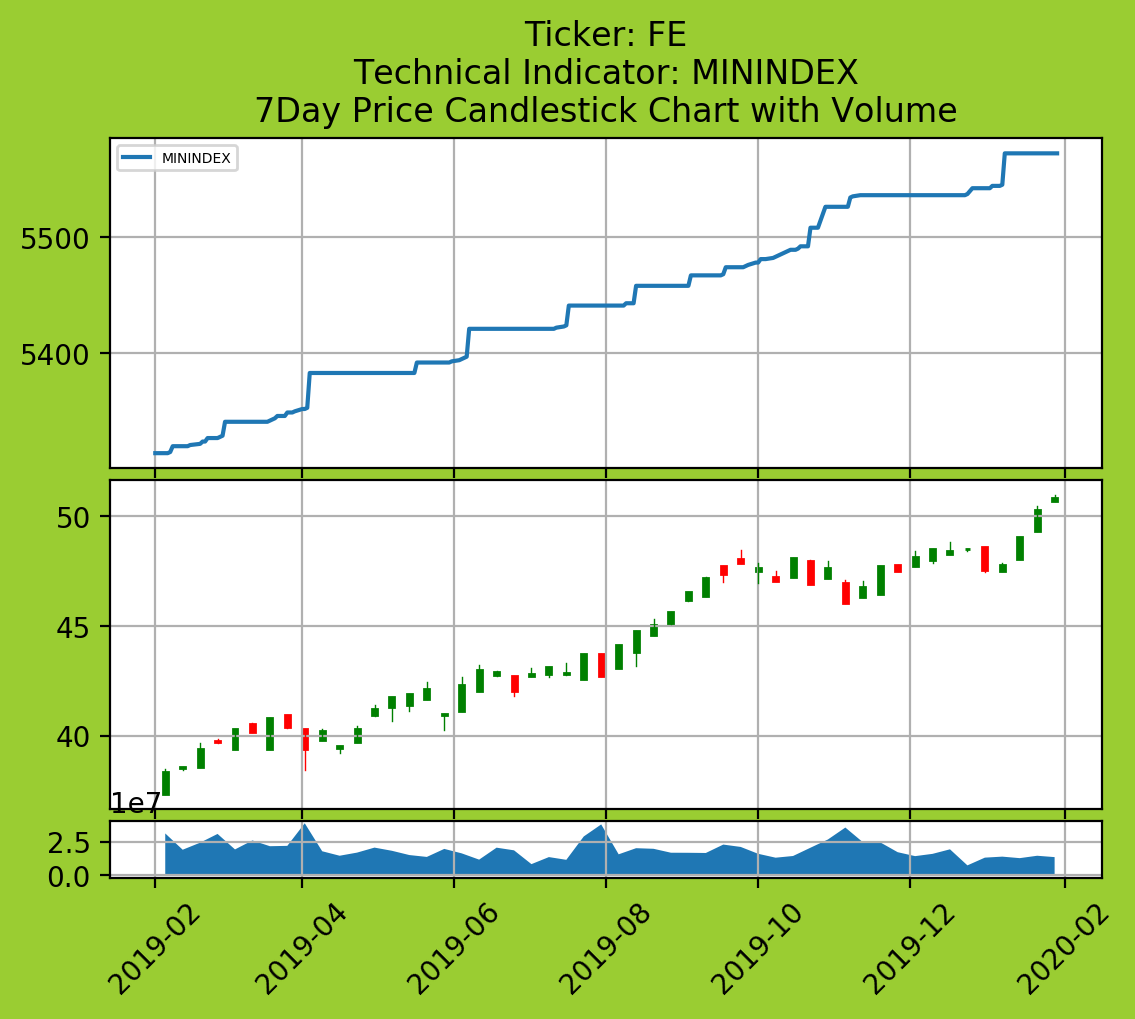 Ticker: FE
Technical Indicator: MININDEX
7Day Price Candlestick Chart with Volume
MININDEX
5500
5400
50
45
40
1e7
2.5
0.0
2019-02
2019-04
2019-06
2019-08
2019-10
2019-12
2020-02